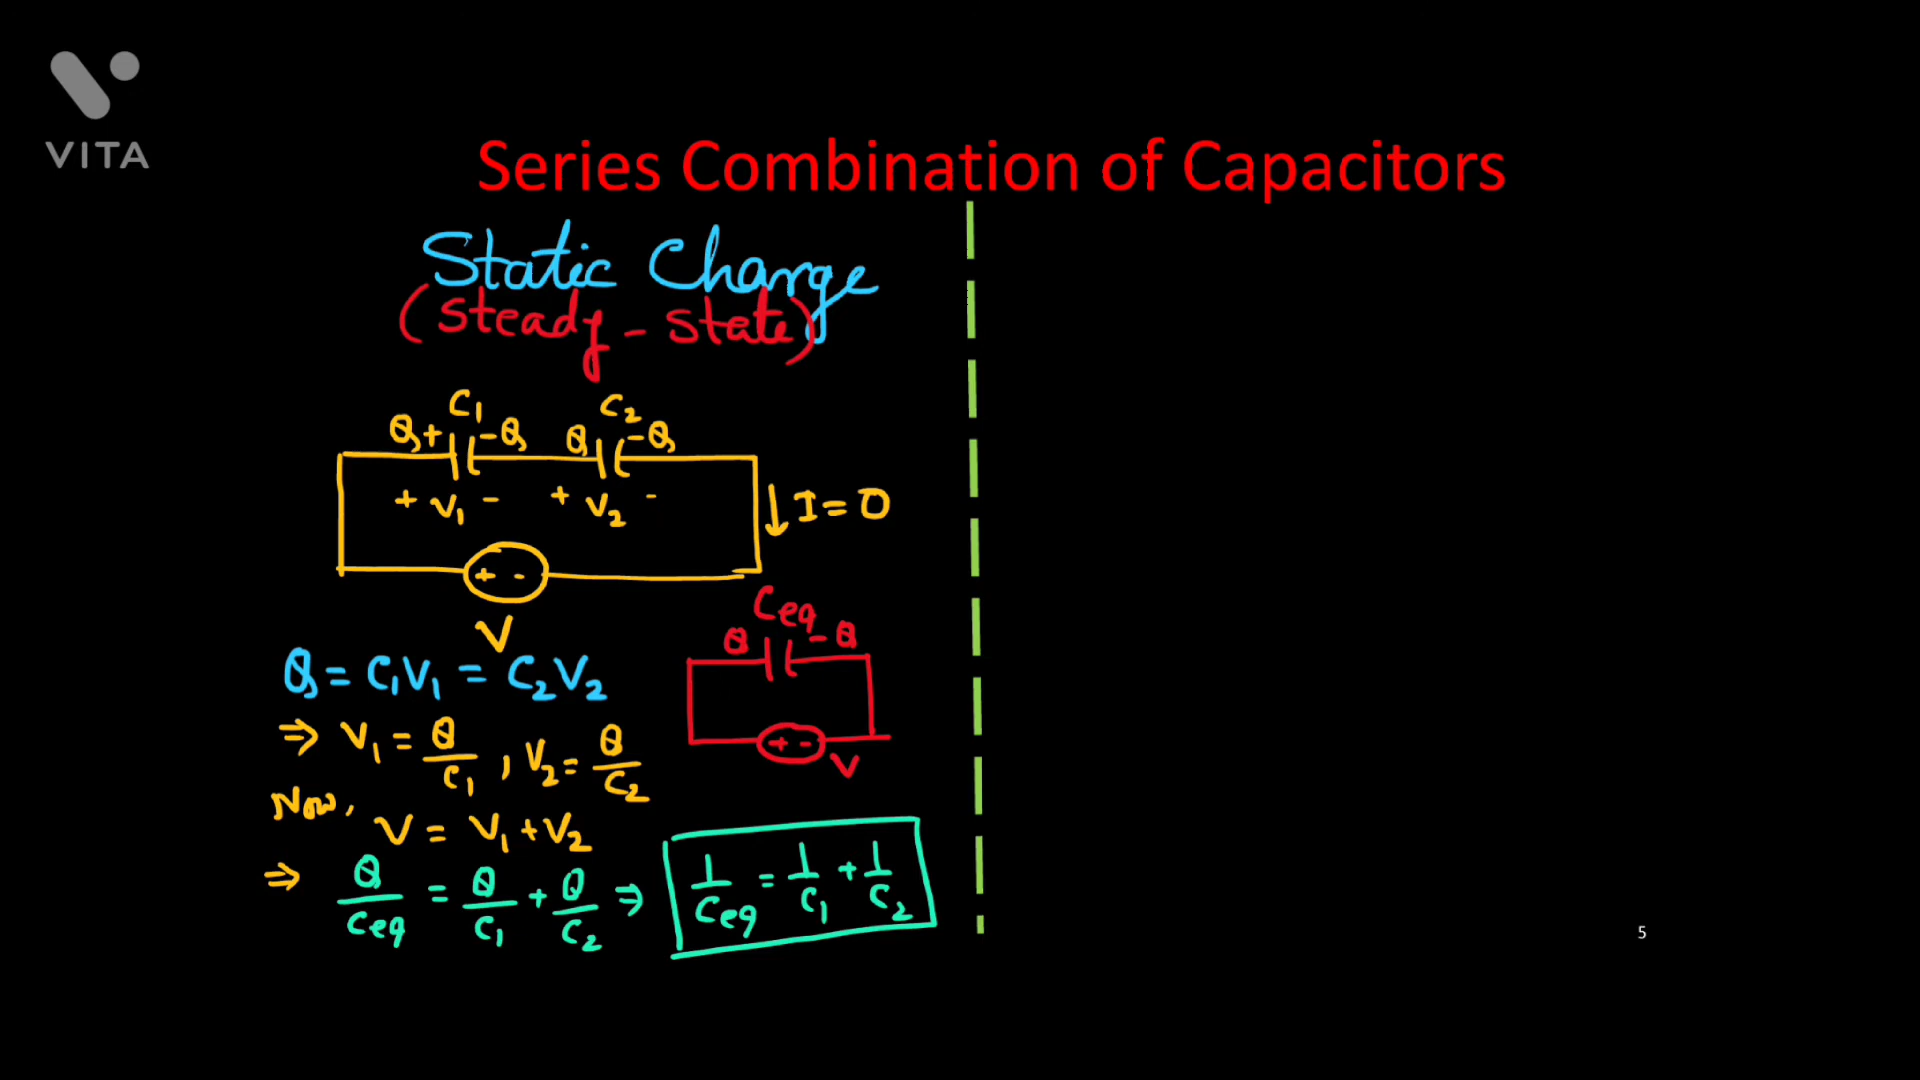 VITA
Series Combination of Capacitors
Static Charge
(steady - state)
C₁ C₂
Q+ -Q Q -Q
+ V₁ - + V₂ -
↓ I = 0
+ -
V
Ceq
Q -Q
+ -
V
Q = C₁V₁ = C₂V₂
⇒ V₁ = Q/C₁ , V₂ = Q/C₂
Now, V = V₁ + V₂
⇒ Q/Ceq = Q/C₁ + Q/C₂ ⇒ 1/Ceq = 1/C₁ + 1/C₂
5